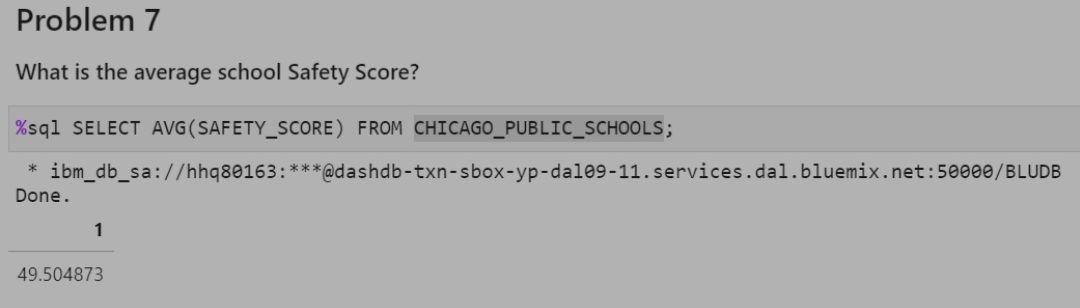 Problem 7
What is the average school Safety Score?
%sql SELECT AVG(SAFETY_SCORE) FROM CHICAGO_PUBLIC_SCHOOLS;
* ibm_db_sa://hhq80163:***@dashdb-txn-sbox-yp-dal09-11.services.dal.bluemix.net:50000/BLUDB
Done.
1
49.504873